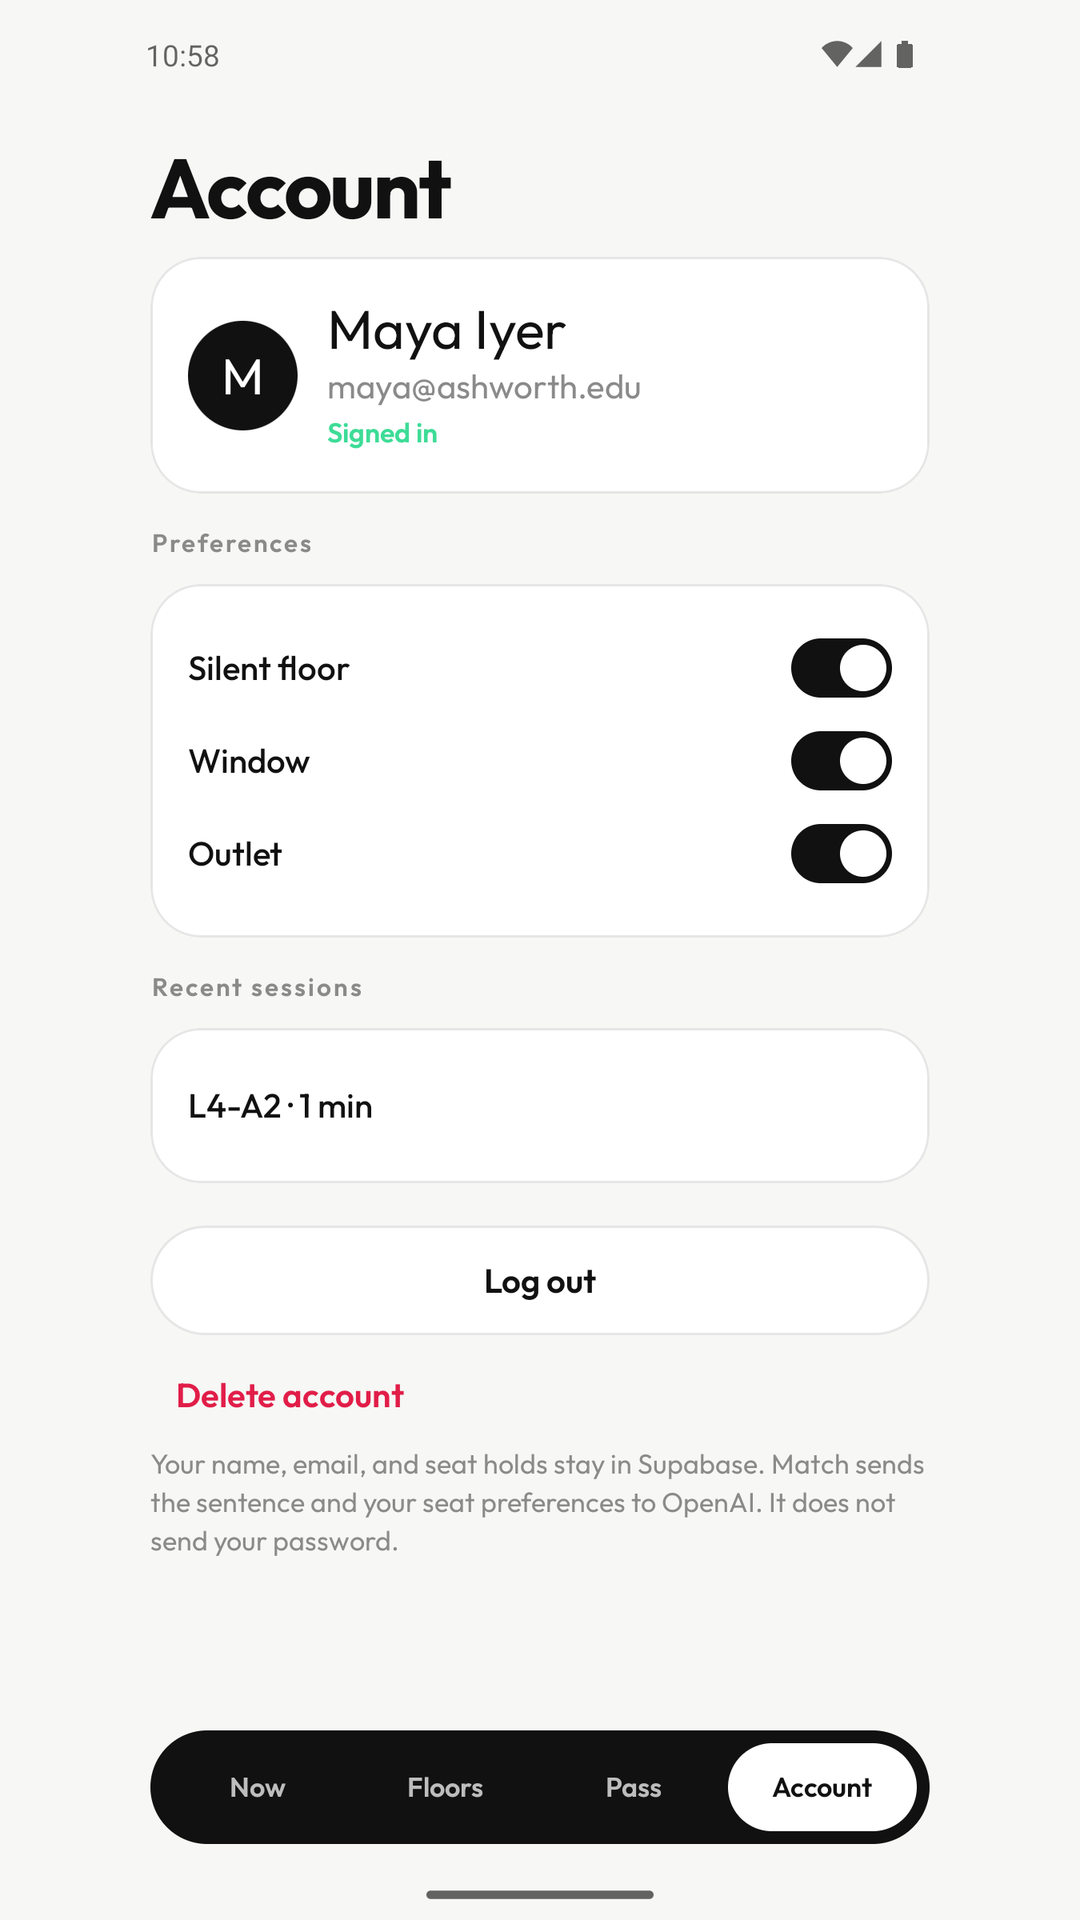 10:58
Account
M
Maya Iyer
maya@ashworth.edu
Signed in
Preferences
Silent floor
Window
Outlet
Recent sessions
L4-A2 · 1 min
Log out
Delete account
Your name, email, and seat holds stay in Supabase. Match sends
the sentence and your seat preferences to OpenAI. It does not
send your password.
Now
Floors
Pass
Account